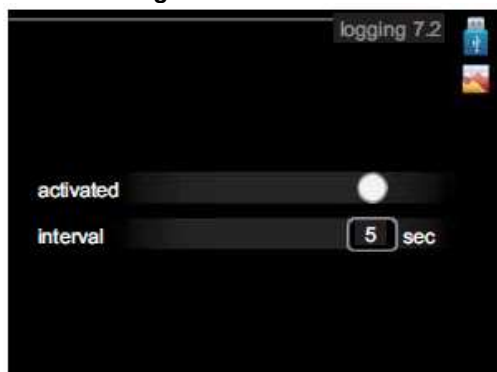 logging 7.2
activated
interval 5 sec